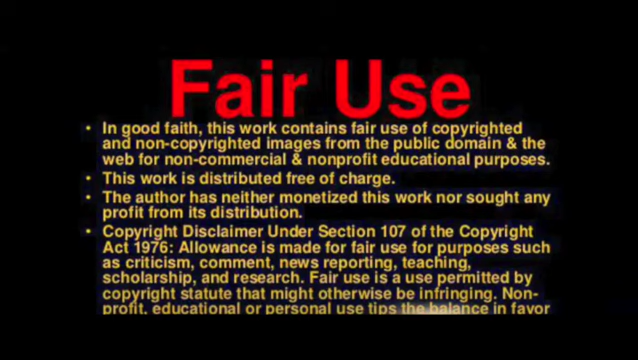 Fair Use
• In good faith, this work contains fair use of copyrighted
and non-copyrighted images from the public domain & the
web for non-commercial & nonprofit educational purposes.
• This work is distributed free of charge.
• The author has neither monetized this work nor sought any
profit from its distribution.
• Copyright Disclaimer Under Section 107 of the Copyright
Act 1976: Allowance is made for fair use for purposes such
as criticism, comment, news reporting, teaching,
scholarship, and research. Fair use is a use permitted by
copyright statute that might otherwise be infringing. Non-
profit, educational or personal use tips the balance in favor